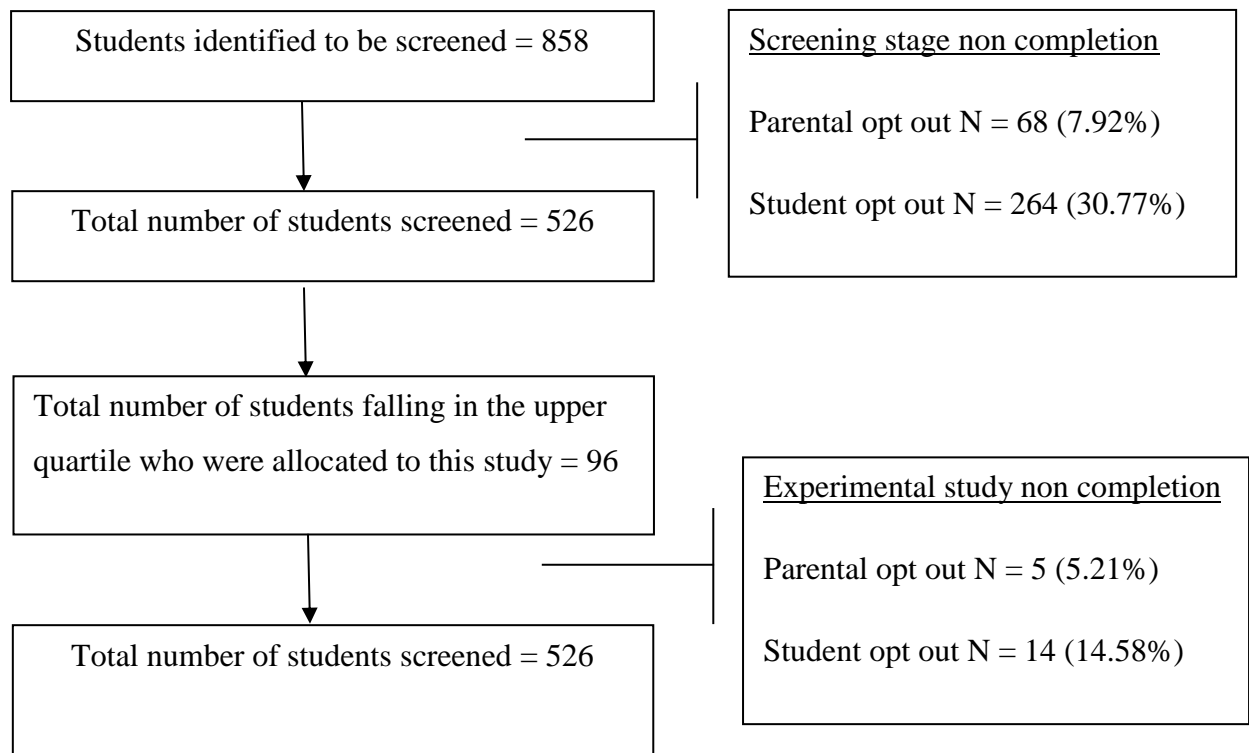 Students identified to be screened = 858
Screening stage non completion
Parental opt out N = 68 (7.92%)
Student opt out N = 264 (30.77%)
Total number of students screened = 526
Total number of students falling in the upper
quartile who were allocated to this study = 96
Experimental study non completion
Parental opt out N = 5 (5.21%)
Student opt out N = 14 (14.58%)
Total number of students screened = 526